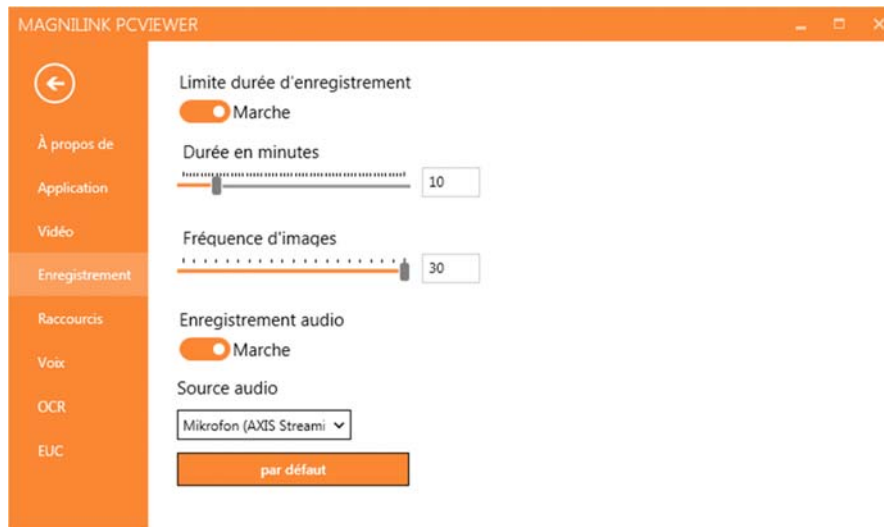 MAGNILINK PCVIEWER
À propos de
Application
Vidéo
Enregistrement
Raccourcis
Voix
OCR
EUC
Limite durée d'enregistrement
Marche
Durée en minutes
10
Fréquence d'images
30
Enregistrement audio
Marche
Source audio
Mikrofon (AXIS Streami
par défaut